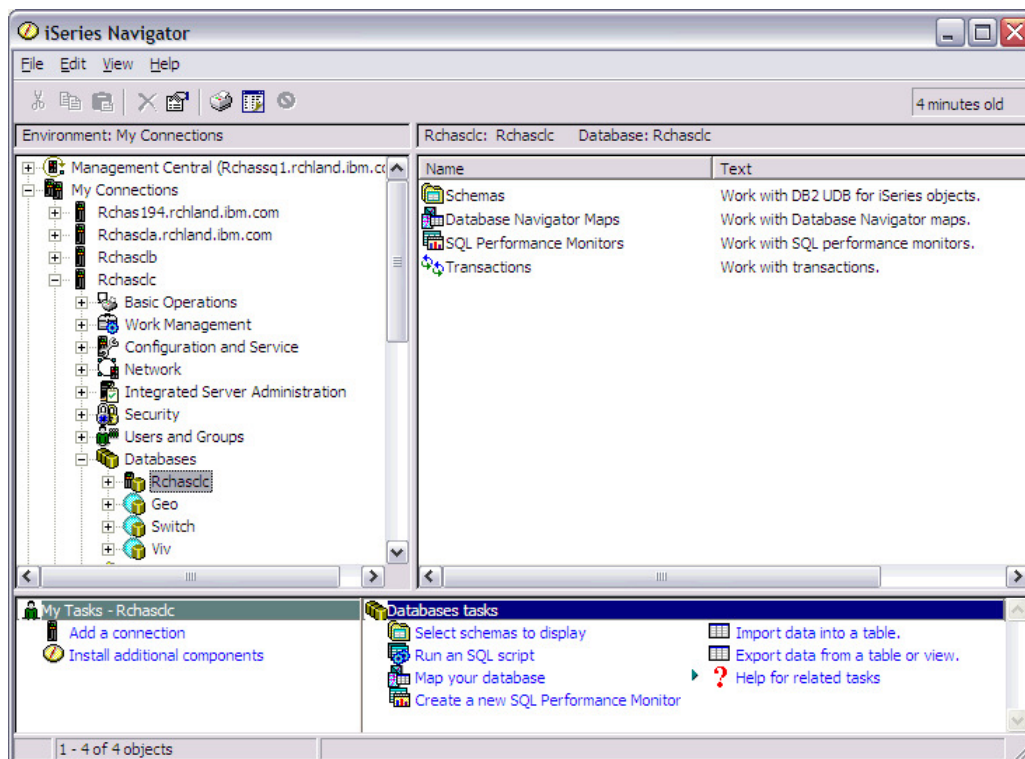 iSeries Navigator
File Edit View Help
4 minutes old
Environment: My Connections
Rchasclc: Rchasclc Database: Rchasclc
Management Central (Rchassq1.rchland.ibm.cc
My Connections
Rchas194.rchland.ibm.com
Rchascla.rchland.ibm.com
Rchasclb
Rchasclc
Basic Operations
Work Management
Configuration and Service
Network
Integrated Server Administration
Security
Users and Groups
Databases
Rchasclc
Geo
Switch
Viv
Name Text
Schemas Work with DB2 UDB for iSeries objects.
Database Navigator Maps Work with Database Navigator maps.
SQL Performance Monitors Work with SQL performance monitors.
Transactions Work with transactions.
My Tasks - Rchasclc
Add a connection
Install additional components
Databases tasks
Select schemas to display
Run an SQL script
Map your database
Create a new SQL Performance Monitor
Import data into a table.
Export data from a table or view.
Help for related tasks
1 - 4 of 4 objects